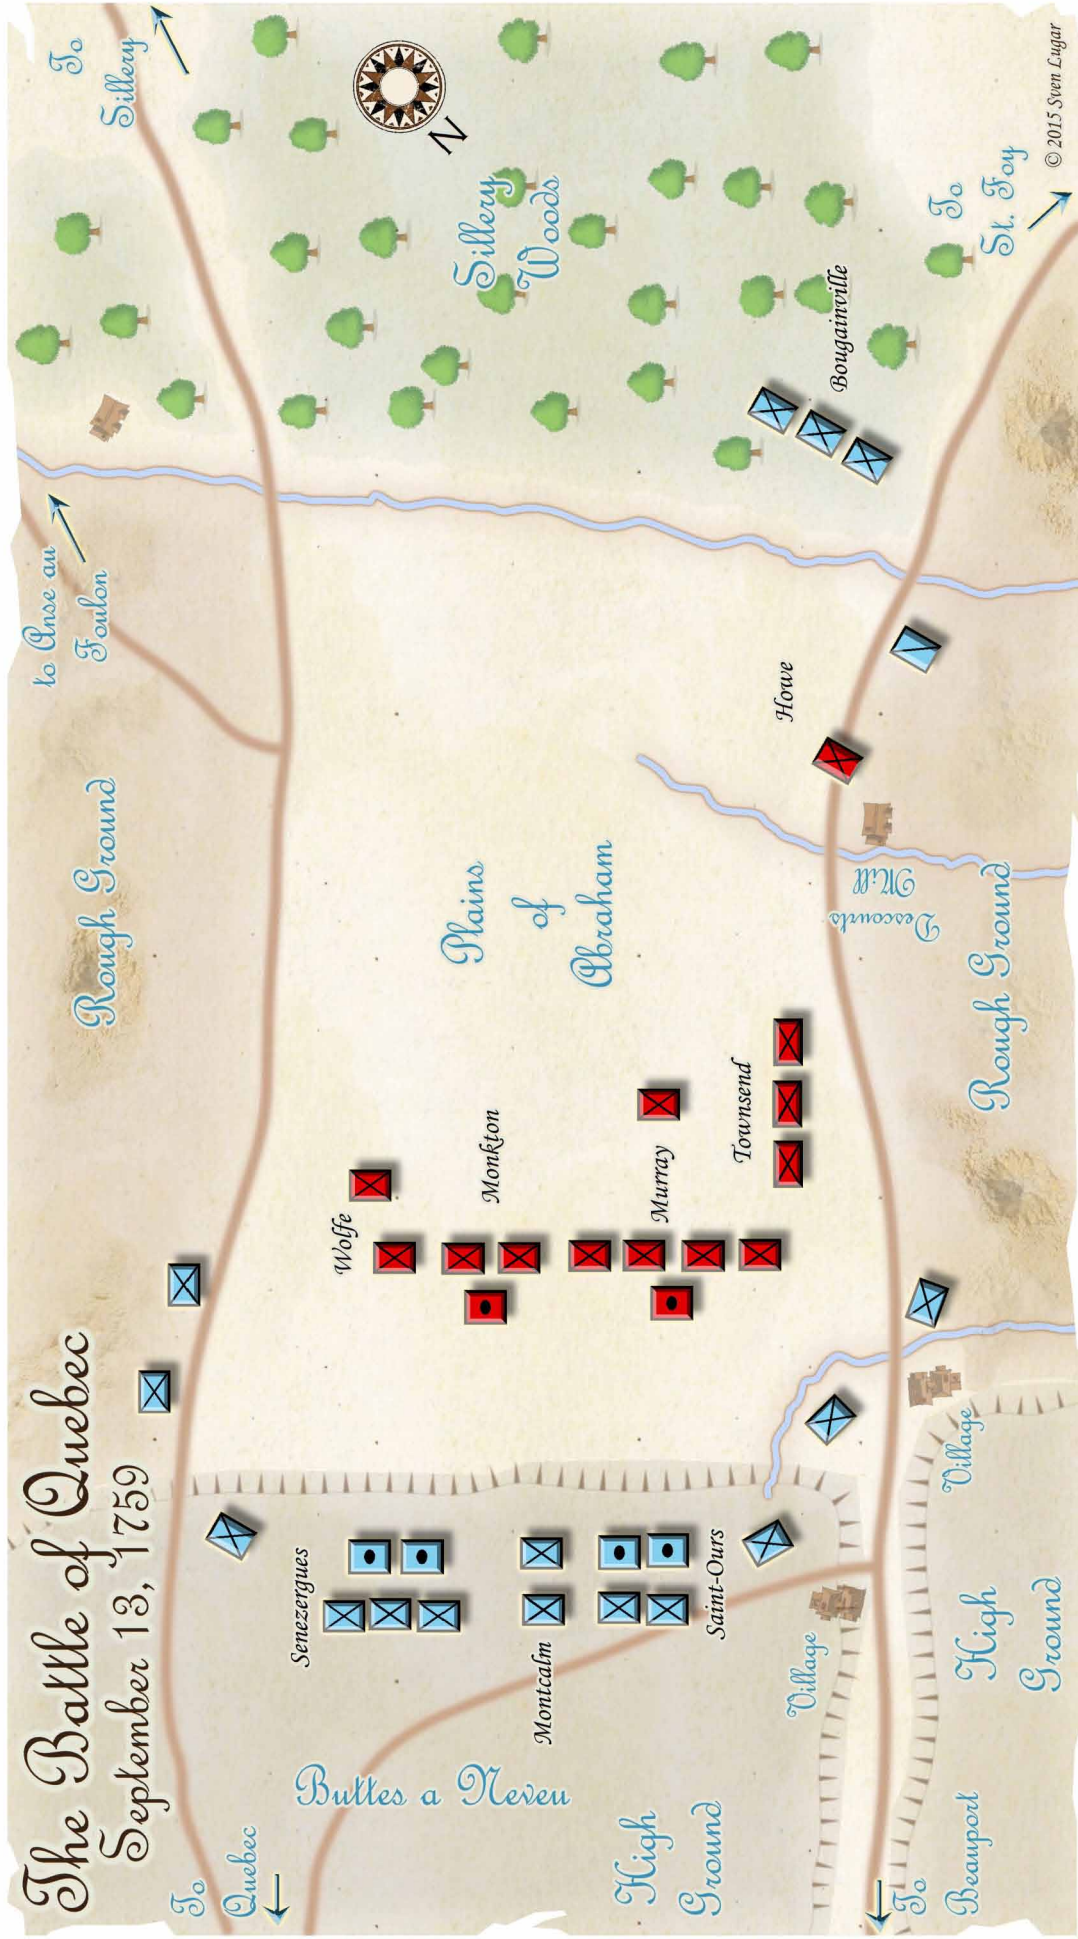 The Battle of Quebec
September 13, 1759
to Anse au
Foulon
To
Sillery
Rough Ground
To
Quebec
Senezergues
Wolfe
Monkton
Plains
of
Abraham
Sillery
Woods
N
Buttes a Neveu
Montcalm
Saint-Ours
Murray
Townsend
Howe
Bougainville
High
Ground
Village
Descourts
Mill
To
St. Foy
To
Beauport
High
Ground
Village
Rough Ground
© 2015 Sven Lugar